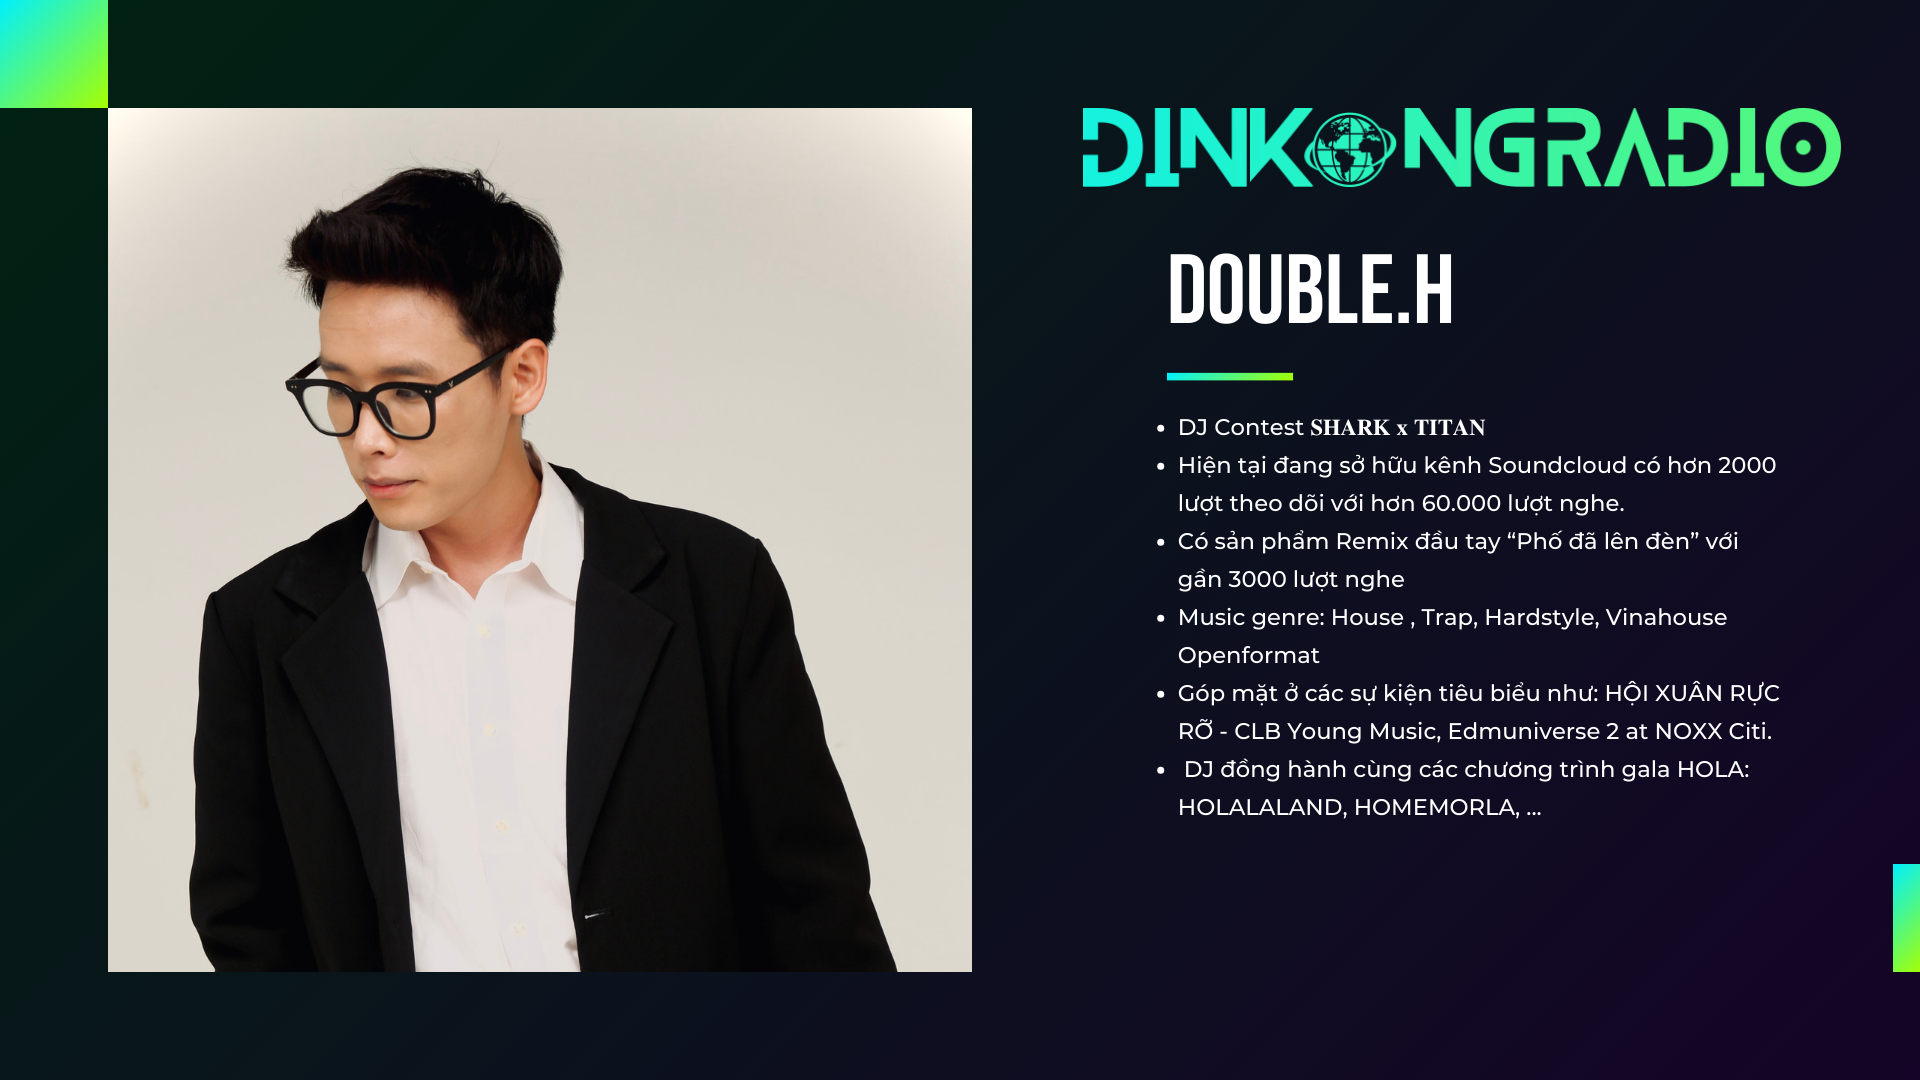 DINKONGRADIO
DOUBLE.H
• DJ Contest SHARK x TITAN
• Hiện tại đang sở hữu kênh Soundcloud có hơn 2000
lượt theo dõi với hơn 60.000 lượt nghe.
• Có sản phẩm Remix đầu tay “Phố đã lên đèn” với
gần 3000 lượt nghe
• Music genre: House , Trap, Hardstyle, Vinahouse
Openformat
• Góp mặt ở các sự kiện tiêu biểu như: HỘI XUÂN RỰC
RỠ - CLB Young Music, Edmuniverse 2 at NOXX Citi.
• DJ đồng hành cùng các chương trình gala HOLA:
HOLALALAND, HOMEMORLA, ...